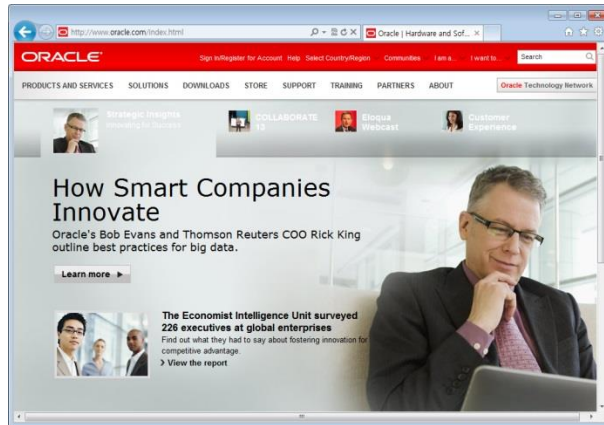 http://www.oracle.com/index.html
Oracle | Hardware and Sof...
ORACLE
Sign In/Register for Account Help Select Country/Region Communities I am a... I want to... Search
PRODUCTS AND SERVICES SOLUTIONS DOWNLOADS STORE SUPPORT TRAINING PARTNERS ABOUT Oracle Technology Network
Strategic Insights
Innovating for Success
COLLABORATE
13
Eloqua
Webcast
Customer
Experience
How Smart Companies
Innovate
Oracle's Bob Evans and Thomson Reuters COO Rick King
outline best practices for big data.
Learn more
The Economist Intelligence Unit surveyed
226 executives at global enterprises
Find out what they had to say about fostering innovation for
competitive advantage.
View the report